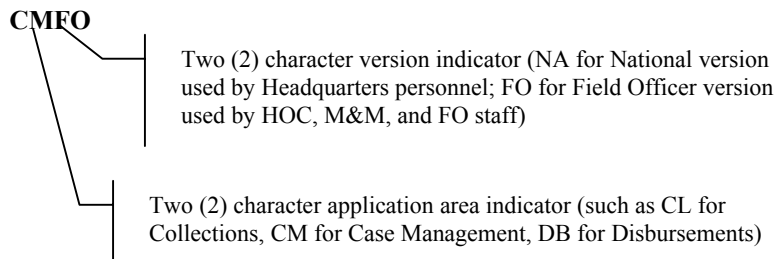 CMFO
Two (2) character version indicator (NA for National version
used by Headquarters personnel; FO for Field Officer version
used by HOC, M&M, and FO staff)
Two (2) character application area indicator (such as CL for
Collections, CM for Case Management, DB for Disbursements)